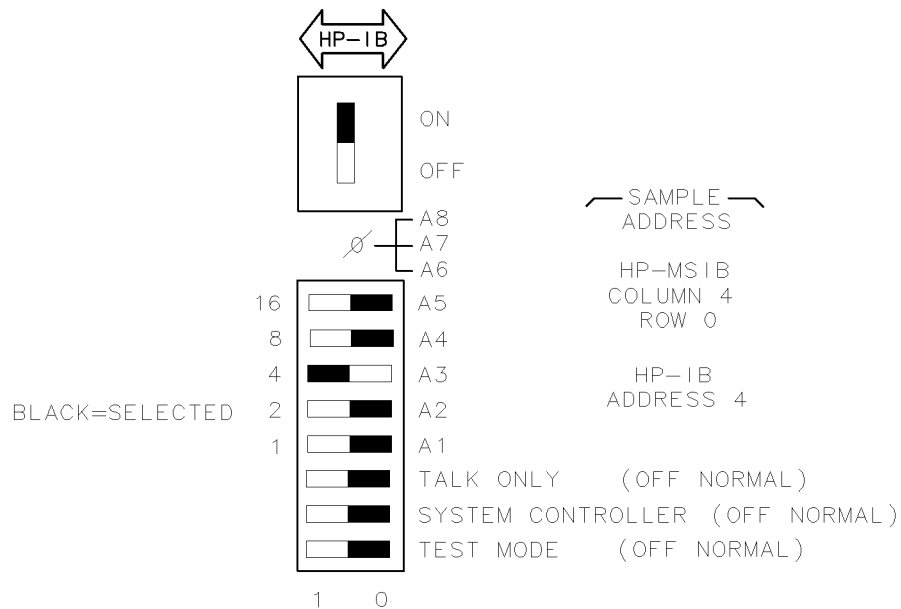 HP-IB
ON
OFF
SAMPLE
ADDRESS
A8
0
A7
A6
HP-MSIB
COLUMN 4
ROW 0
16 A5
8 A4
4 A3
HP-IB
ADDRESS 4
BLACK=SELECTED
2 A2
1 A1
TALK ONLY (OFF NORMAL)
SYSTEM CONTROLLER (OFF NORMAL)
TEST MODE (OFF NORMAL)
1 0